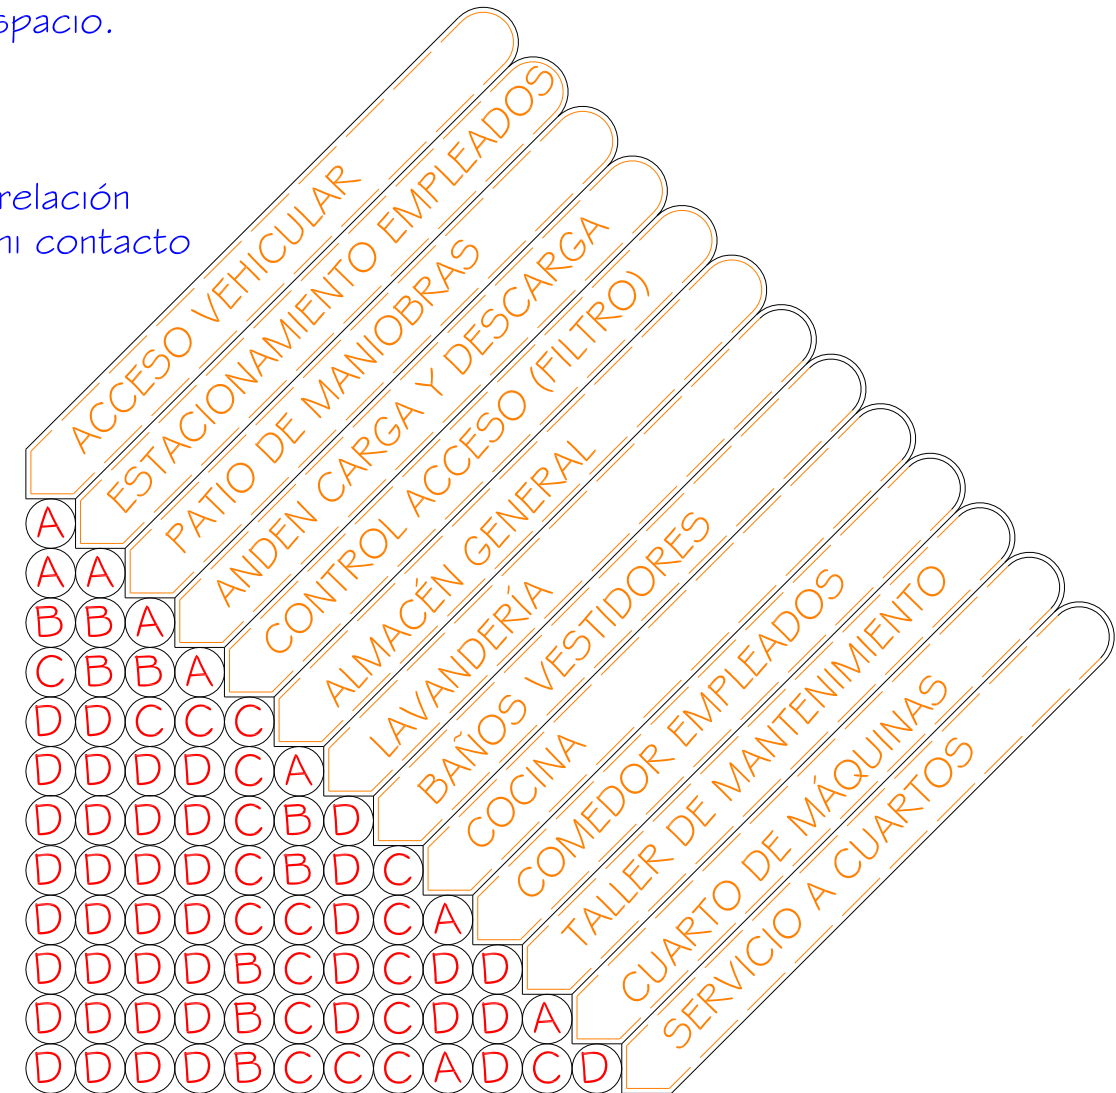 spacio.
relación
ni contacto
ACCESO VEHICULAR
ESTACIONAMIENTO EMPLEADOS
PATIO DE MANIOBRAS
ANDEN CARGA Y DESCARGA
CONTROL ACCESO (FILTRO)
ALMACÉN GENERAL
LAVANDERÍA
BAÑOS VESTIDORES
COCINA
COMEDOR EMPLEADOS
TALLER DE MANTENIMIENTO
CUARTO DE MÁQUINAS
SERVICIO A CUARTOS
A
A A
B B A
C B B A
D D C C C
D D D D C A
D D D D C B D
D D D D C B D C
D D D D C C D C A
D D D D B C D C D D
D D D D B C D C D D A
D D D D B C C C A D C D